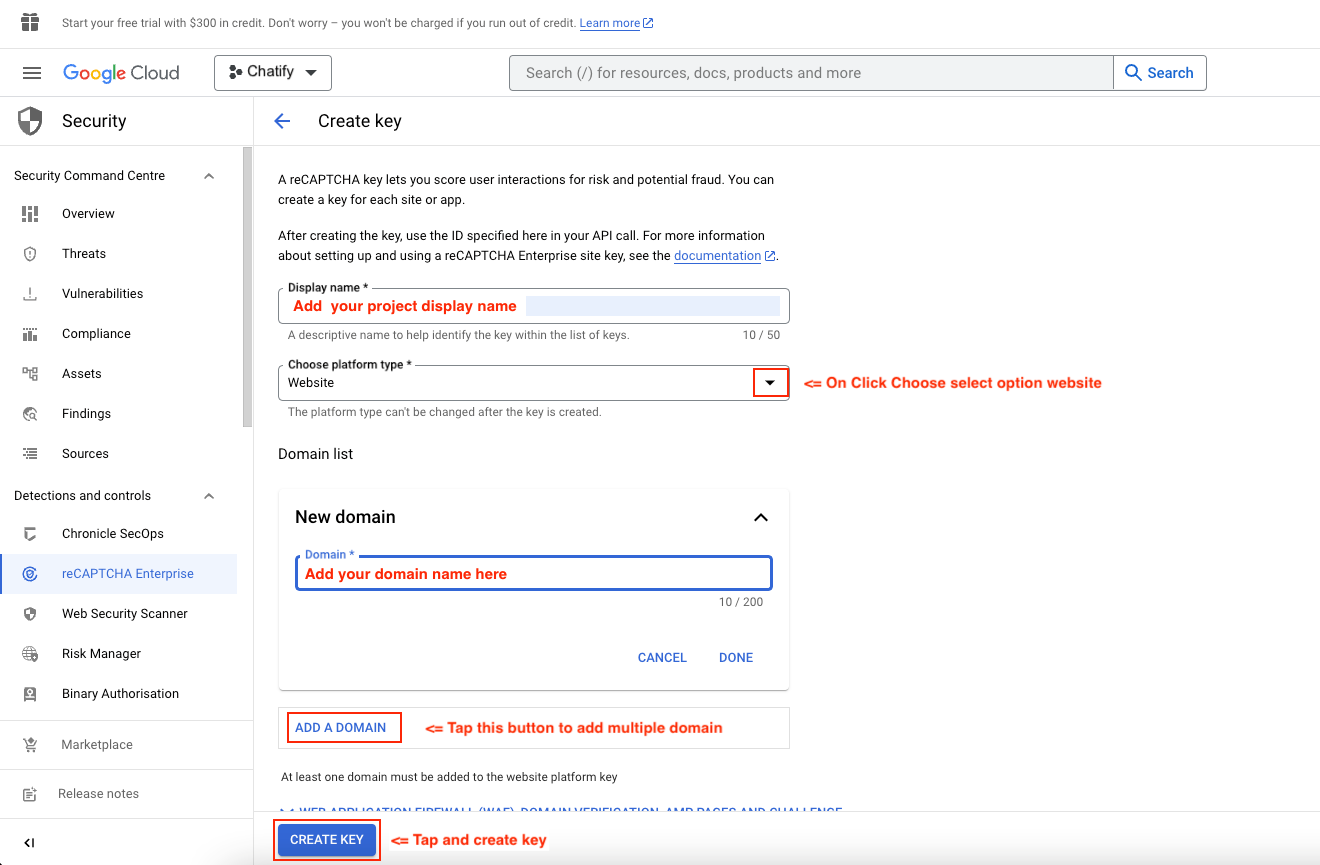 Start your free trial with $300 in credit. Don't worry – you won't be charged if you run out of credit. Learn more
Google Cloud
Chatify
Search (/) for resources, docs, products and more
Search
Security
Create key
Security Command Centre
Overview
Threats
Vulnerabilities
Compliance
Assets
Findings
Sources
Detections and controls
Chronicle SecOps
reCAPTCHA Enterprise
Web Security Scanner
Risk Manager
Binary Authorisation
Marketplace
Release notes
A reCAPTCHA key lets you score user interactions for risk and potential fraud. You can
create a key for each site or app.
After creating the key, use the ID specified here in your API call. For more information
about setting up and using a reCAPTCHA Enterprise site key, see the documentation.
Display name *
Add your project display name
A descriptive name to help identify the key within the list of keys. 10 / 50
Choose platform type *
Website
<= On Click Choose select option website
The platform type can't be changed after the key is created.
Domain list
New domain
Domain *
Add your domain name here
10 / 200
CANCEL DONE
ADD A DOMAIN <= Tap this button to add multiple domain
At least one domain must be added to the website platform key
WEB APPLICATION FIREWALL (WAF), DOMAIN VERIFICATION, AMP PAGES AND CHALLENGE
CREATE KEY <= Tap and create key